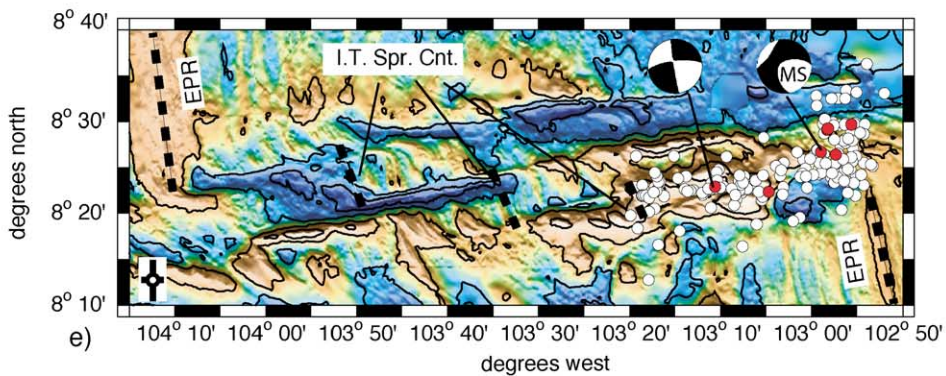 8° 40'
I.T. Spr. Cnt.
EPR
MS
8° 30'
degrees north
8° 20'
EPR
8° 10'
e)
104° 10' 104° 00' 103° 50' 103° 40' 103° 30' 103° 20' 103° 10' 103° 00' 102° 50'
degrees west